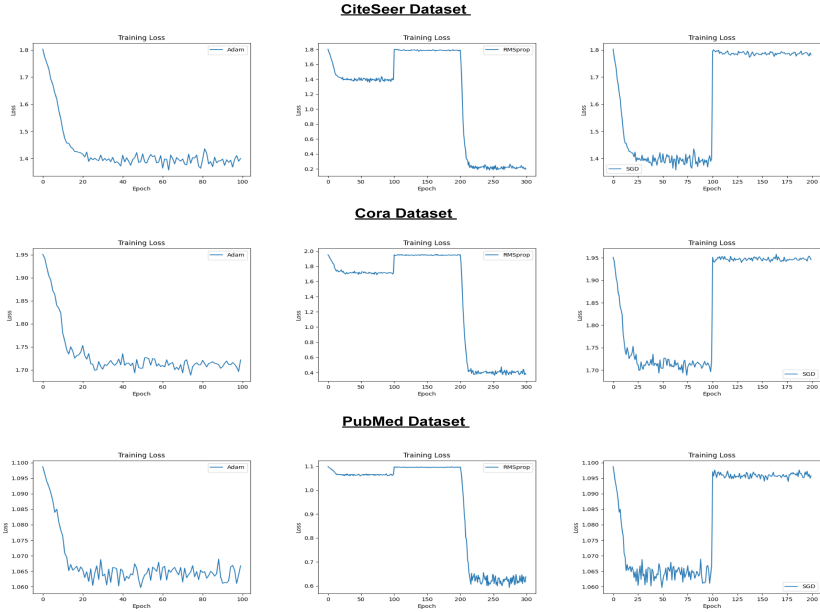 CiteSeer Dataset
Training Loss Training Loss Training Loss
Adam RMSprop SGD
Loss Loss Loss
1.8 1.7 1.6 1.5 1.4
1.8 1.6 1.4 1.2 1.0 0.8 0.6 0.4 0.2
1.8 1.7 1.6 1.5 1.4
0 20 40 60 80 100
0 50 100 150 200 250 300
0 25 50 75 100 125 150 175 200
Epoch Epoch Epoch
Cora Dataset
Training Loss Training Loss Training Loss
Adam RMSprop SGD
Loss Loss Loss
1.95 1.90 1.85 1.80 1.75 1.70
2.0 1.8 1.6 1.4 1.2 1.0 0.8 0.6 0.4
1.95 1.90 1.85 1.80 1.75 1.70
0 20 40 60 80 100
0 50 100 150 200 250 300
0 25 50 75 100 125 150 175 200
Epoch Epoch Epoch
PubMed Dataset
Training Loss Training Loss Training Loss
Adam RMSprop SGD
Loss Loss Loss
1.100 1.095 1.090 1.085 1.080 1.075 1.070 1.065 1.060
1.1 1.0 0.9 0.8 0.7 0.6
1.100 1.095 1.090 1.085 1.080 1.075 1.070 1.065 1.060
0 20 40 60 80 100
0 50 100 150 200 250 300
0 25 50 75 100 125 150 175 200
Epoch Epoch Epoch